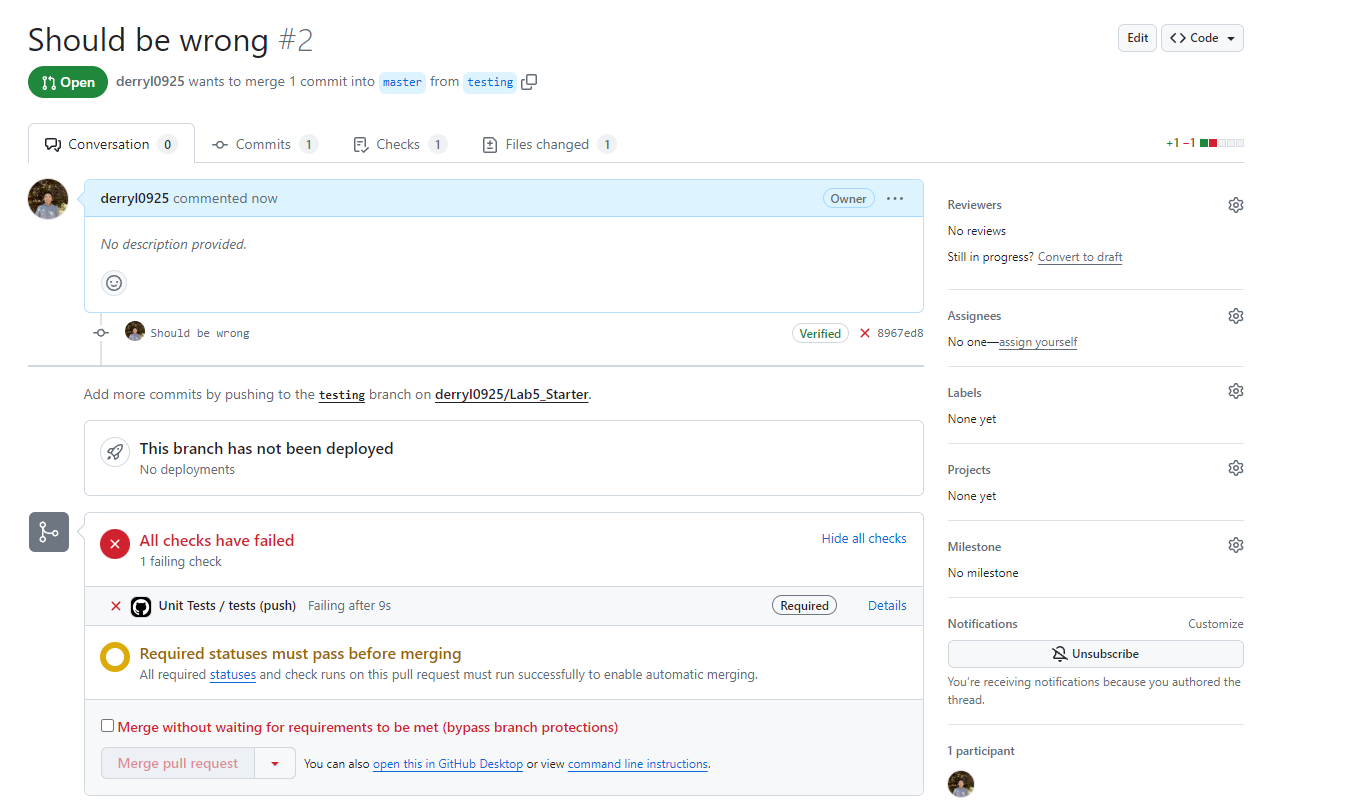 Should be wrong #2
Edit
Code
Open
derryl0925 wants to merge 1 commit into master from testing
Conversation 0
Commits 1
Checks 1
Files changed 1
+1 −1
derryl0925 commented now
Owner
No description provided.
Should be wrong
Verified
8967ed8
Add more commits by pushing to the testing branch on derryl0925/Lab5_Starter.
This branch has not been deployed
No deployments
All checks have failed
1 failing check
Hide all checks
Unit Tests / tests (push) Failing after 9s
Required
Details
Required statuses must pass before merging
All required statuses and check runs on this pull request must run successfully to enable automatic merging.
Merge without waiting for requirements to be met (bypass branch protections)
Merge pull request
You can also open this in GitHub Desktop or view command line instructions.
Reviewers
No reviews
Still in progress? Convert to draft
Assignees
No one—assign yourself
Labels
None yet
Projects
None yet
Milestone
No milestone
Notifications
Customize
Unsubscribe
You're receiving notifications because you authored the
thread.
1 participant